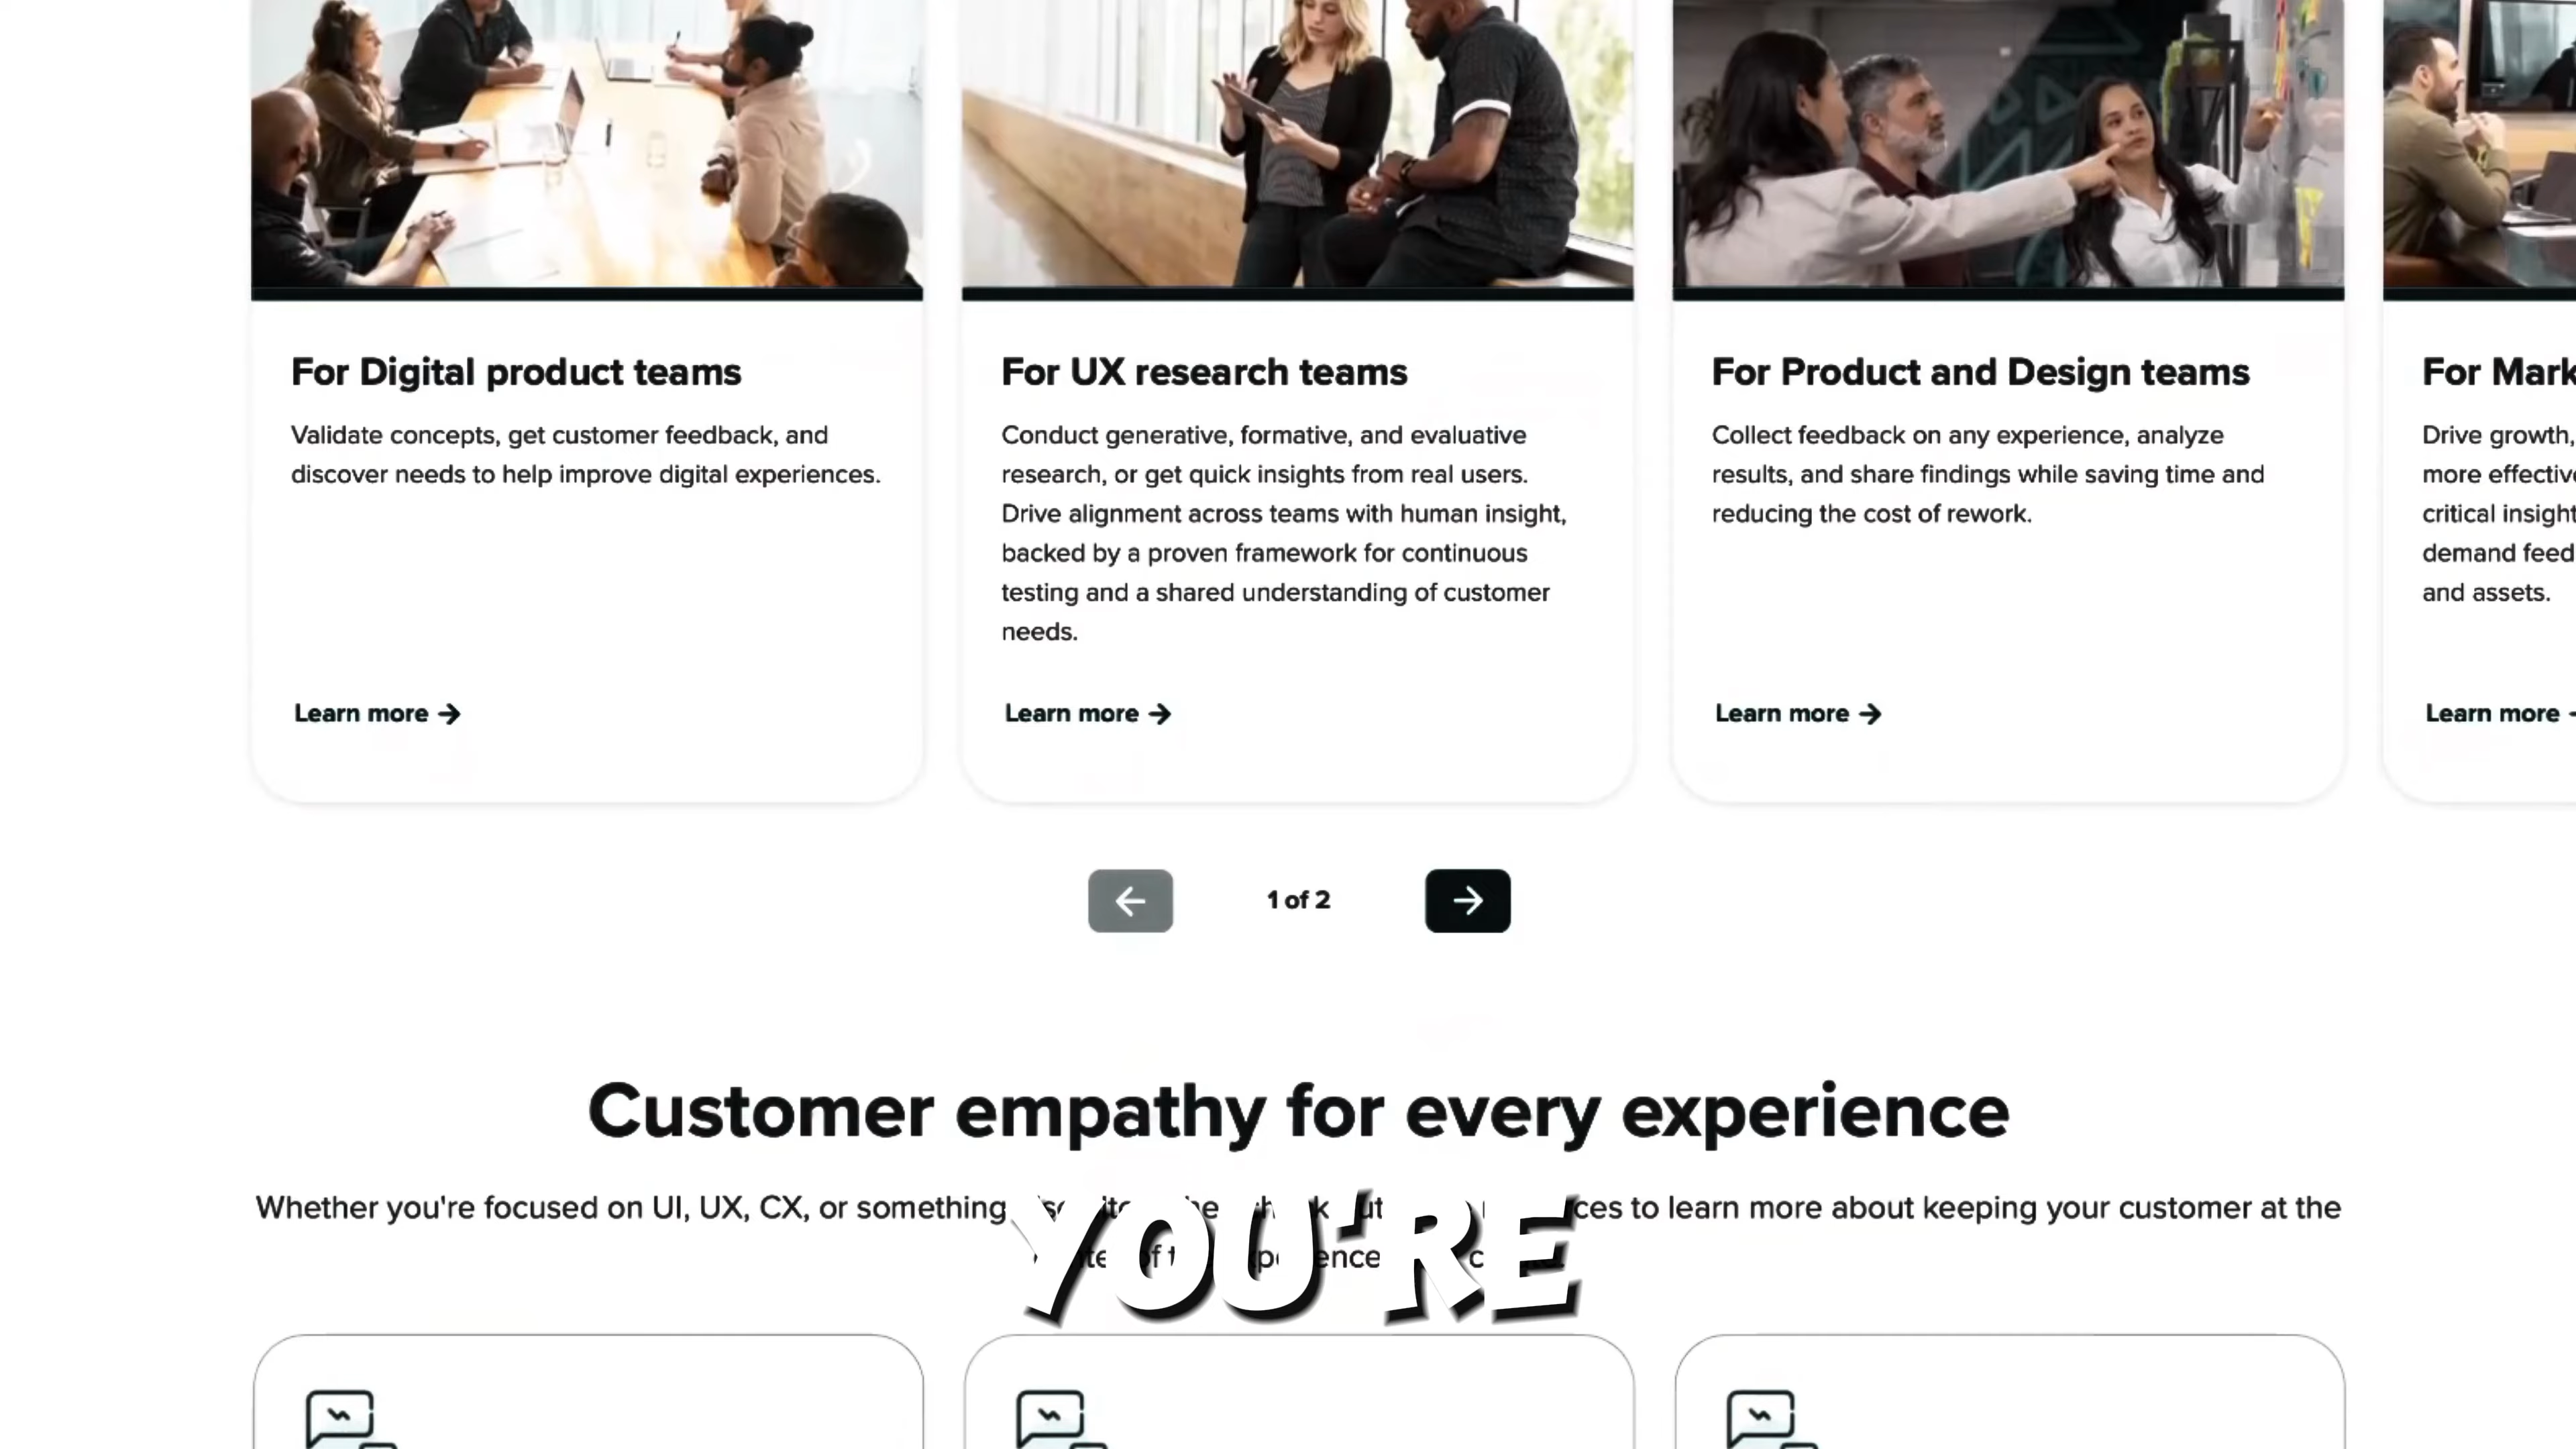 For Digital product teams
Validate concepts, get customer feedback, and
discover needs to help improve digital experiences.
Learn more →
For UX research teams
Conduct generative, formative, and evaluative
research, or get quick insights from real users.
Drive alignment across teams with human insight,
backed by a proven framework for continuous
testing and a shared understanding of customer
needs.
Learn more →
For Product and Design teams
Collect feedback on any experience, analyze
results, and share findings while saving time and
reducing the cost of rework.
Learn more →
For
Drive growth,
more
critical
demand
and assets.
Learn more
1 of 2
Customer empathy for every experience
Whether you're focused on UI, UX, CX, or something to learn more about keeping your customer at the
YOU'RE